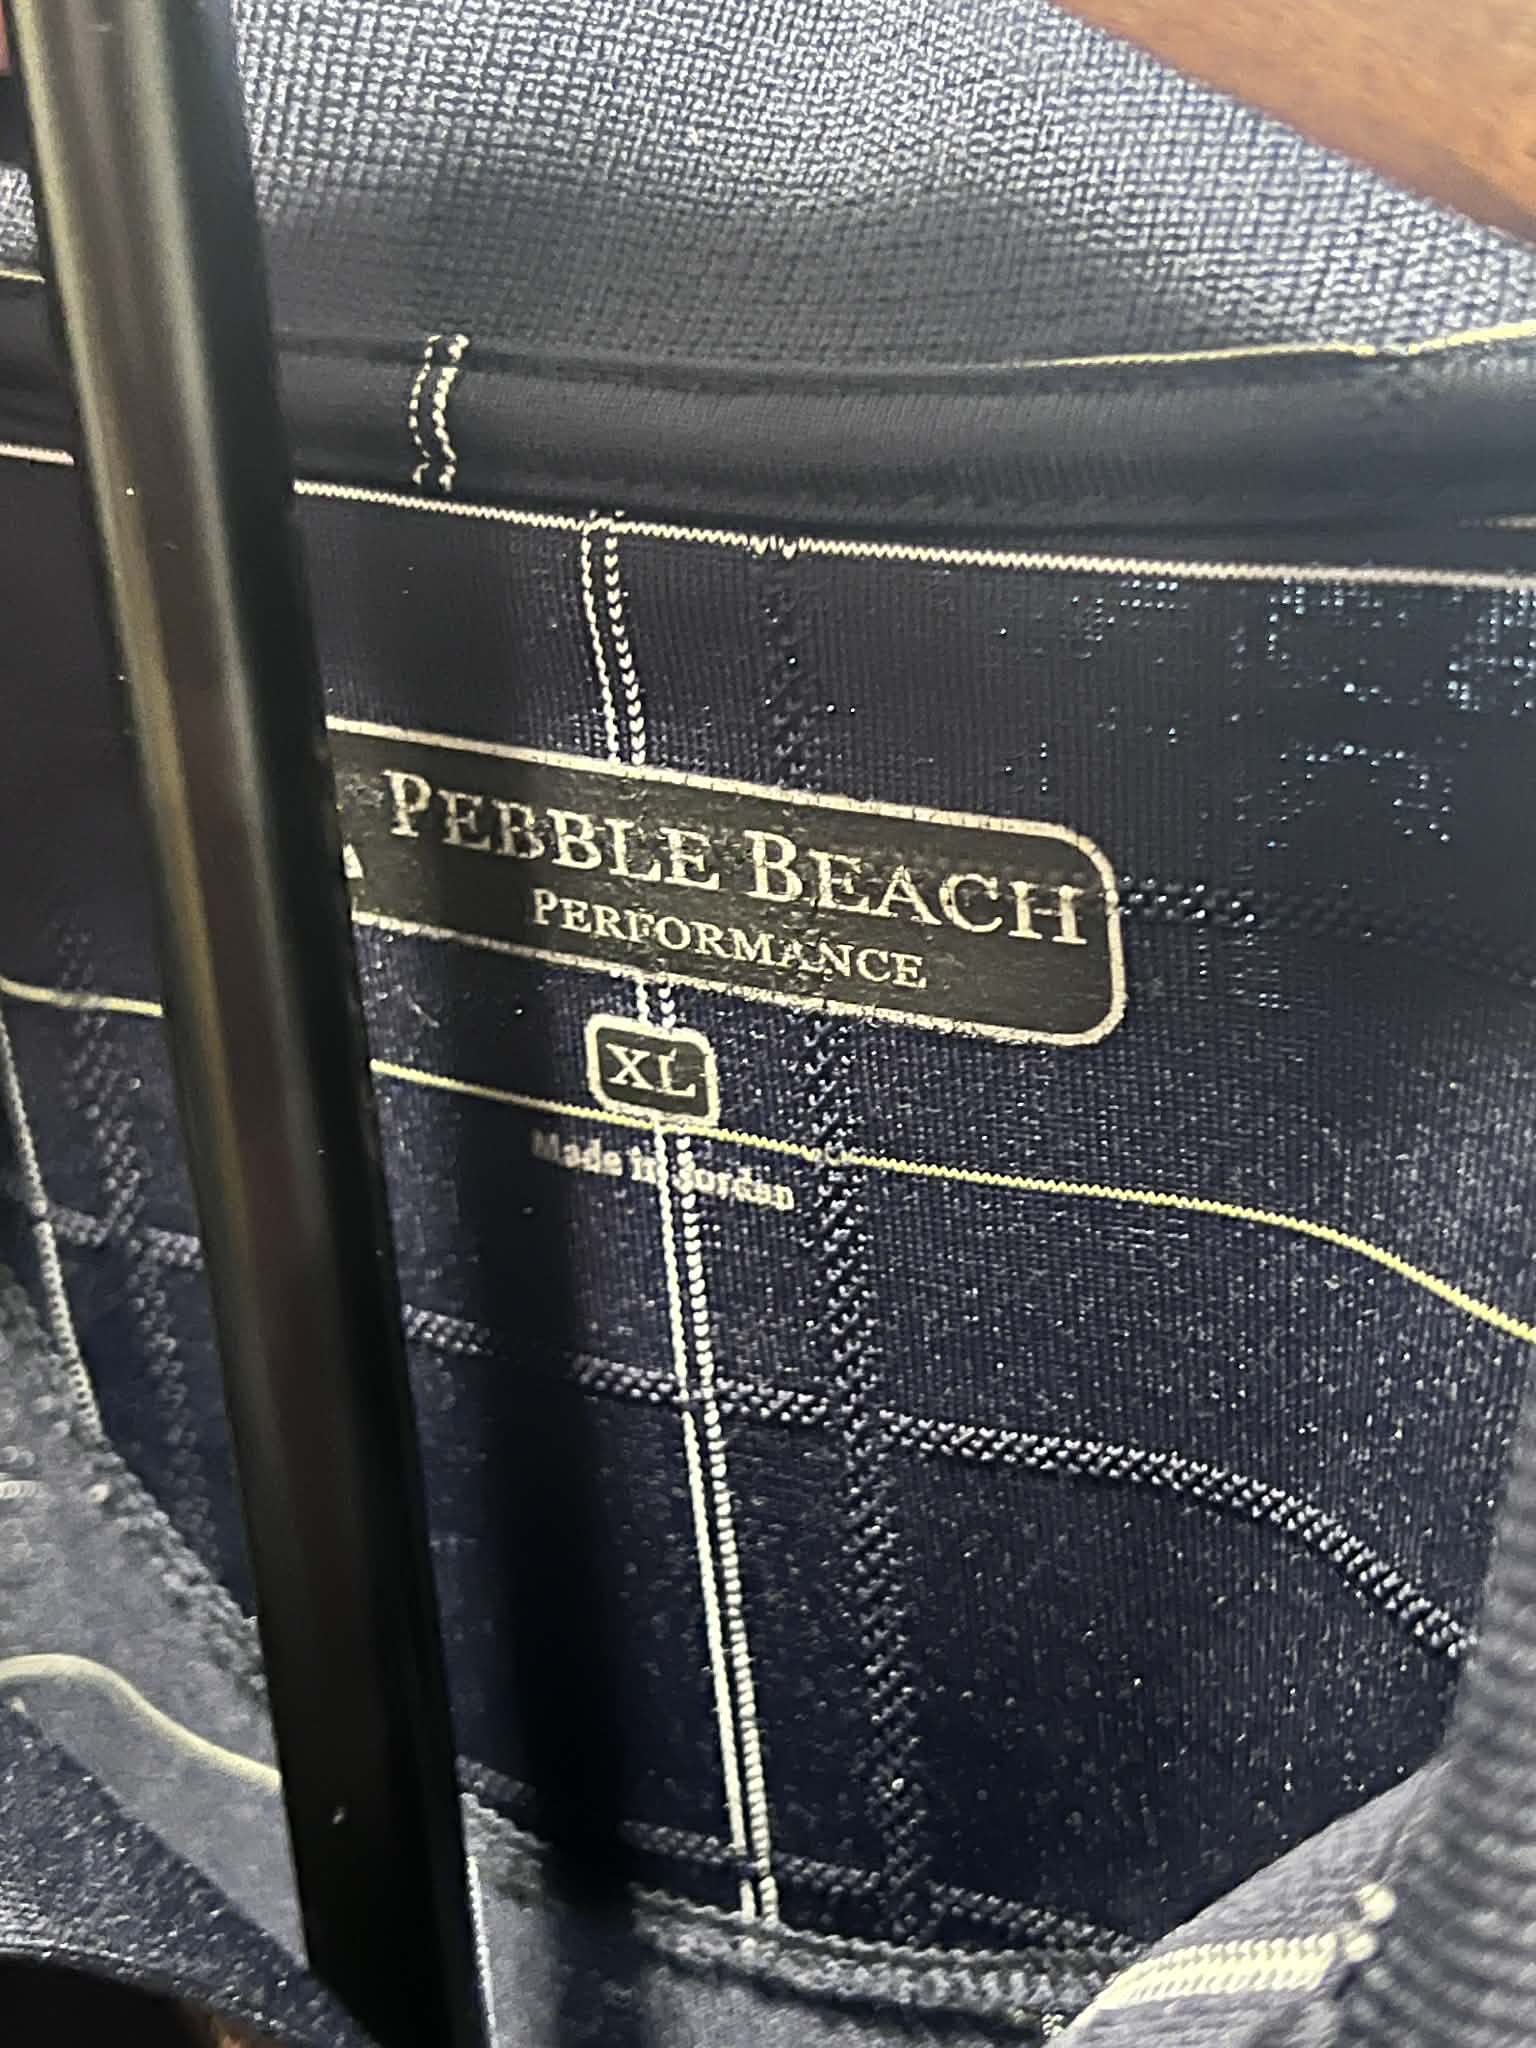 PEBBLE BEACH
PERFORMANCE
XL
Made in Jordan